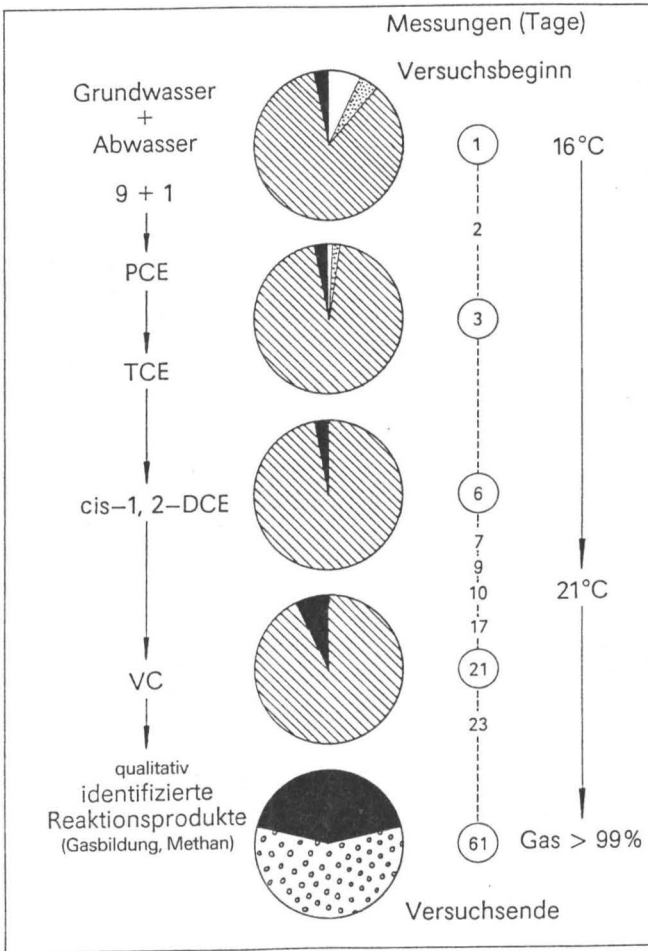 Messungen (Tage)
Versuchsbeginn
Grundwasser
+
Abwasser
9 + 1
PCE
TCE
cis–1, 2–DCE
VC
qualitativ
identifizierte
Reaktionsprodukte
(Gasbildung, Methan)
1
2
3
6
7
9
10
17
21
23
61
16°C
21°C
Gas > 99%
Versuchsende